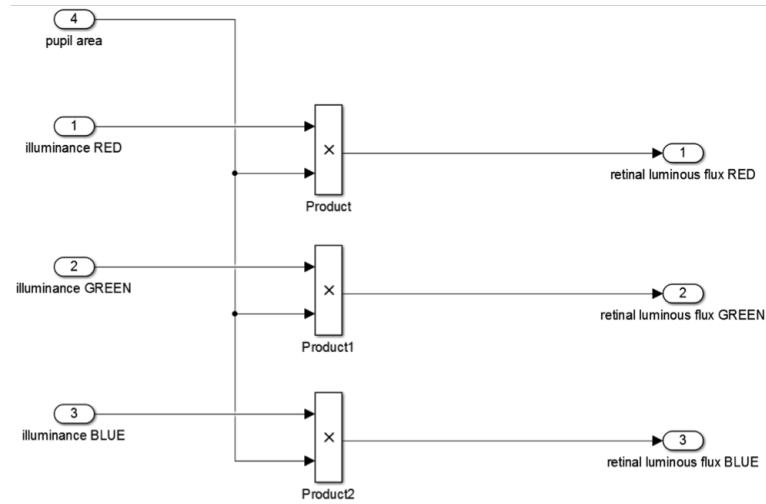 4
pupil area
1
illuminance RED
×
Product
1
retinal luminous flux RED
2
illuminance GREEN
×
Product1
2
retinal luminous flux GREEN
3
illuminance BLUE
×
Product2
3
retinal luminous flux BLUE